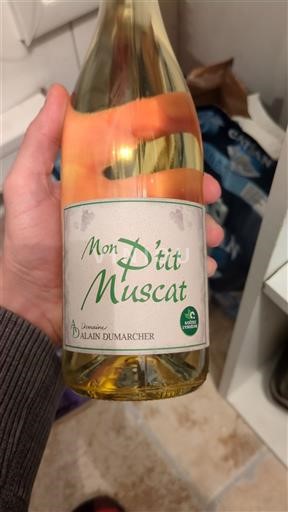 Mon P'tit
Muscat
Domaine
ALAIN DUMARCHER